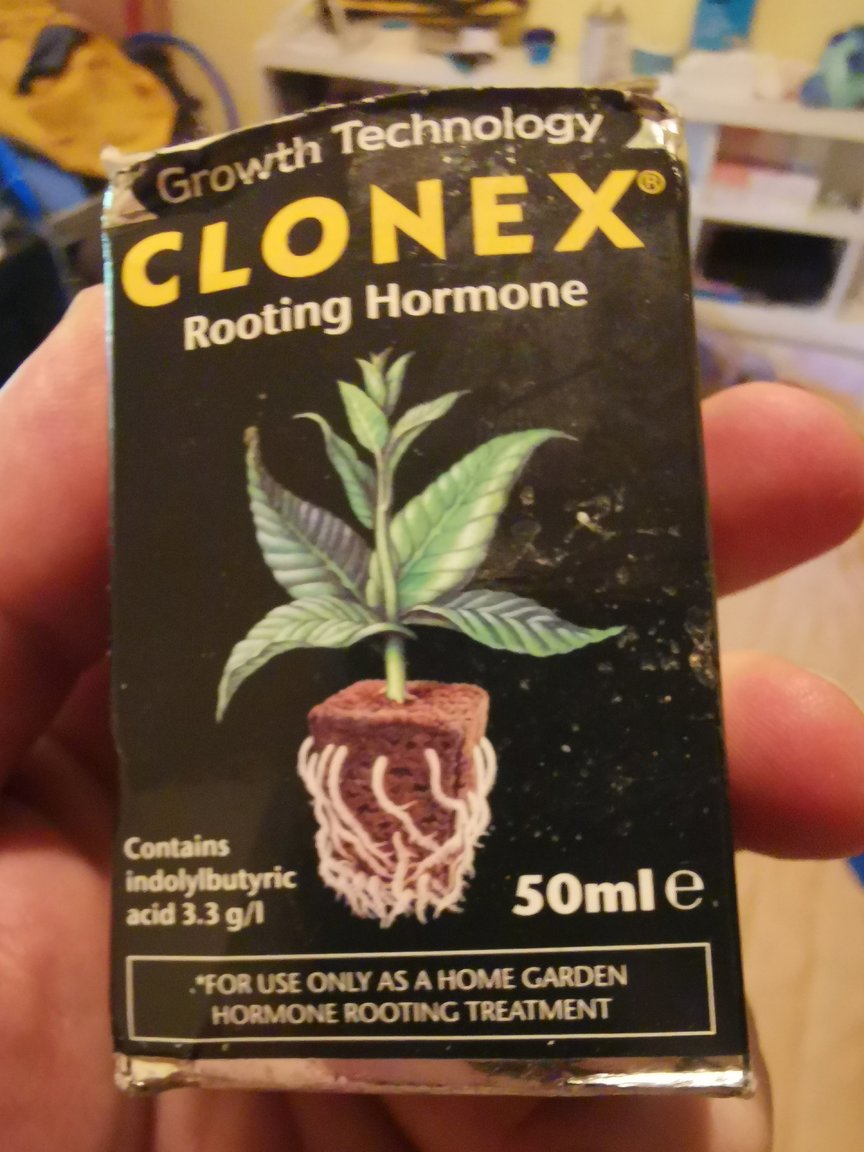 Growth Technology
CLONEX®
Rooting Hormone
Contains
indolylbutyric
acid 3.3 g/l
50ml ℮
.*FOR USE ONLY AS A HOME GARDEN
HORMONE ROOTING TREATMENT